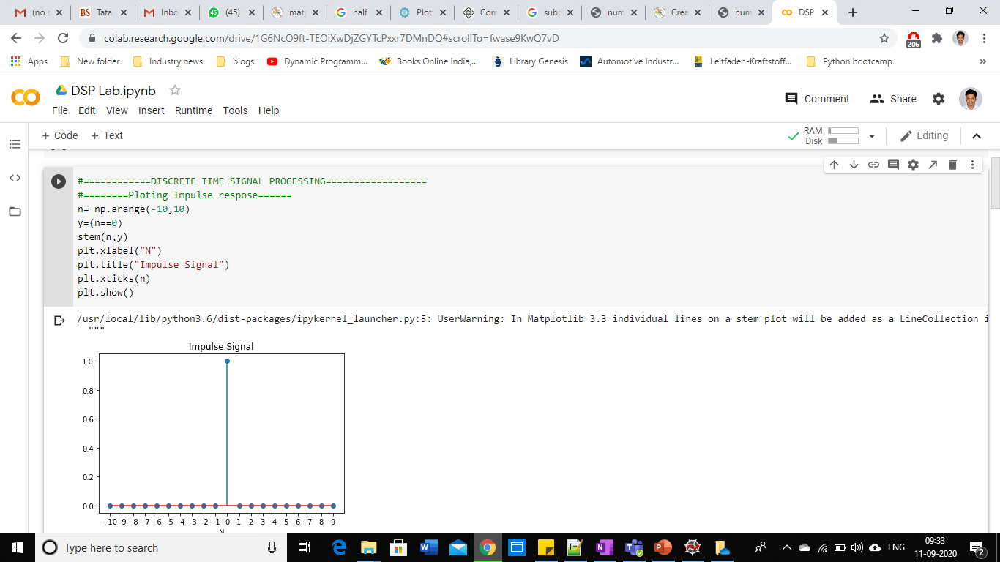 (no s
BS Tata
Inbo
45 (45)
matp
half
Plott
Com
subp
num
Crea
num
DSP
colab.research.google.com/drive/1G6NcO9ft-TEOiXwDjZGYTcPxxr7DMnDQ#scrollTo=fwase9KwQ7vD
206
Apps New folder Industry news blogs Dynamic Programm... Books Online India,... Library Genesis Automotive Industr... Leitfaden-Kraftstoff... Python bootcamp »
DSP Lab.ipynb
Comment Share
File Edit View Insert Runtime Tools Help
+ Code + Text
RAM
Disk
Editing
#============DISCRETE TIME SIGNAL PROCESSING==================
#========Ploting Impulse respose======
n= np.arange(-10,10)
y=(n==0)
stem(n,y)
plt.xlabel("N")
plt.title("Impulse Signal")
plt.xticks(n)
plt.show()
/usr/local/lib/python3.6/dist-packages/ipykernel_launcher.py:5: UserWarning: In Matplotlib 3.3 individual lines on a stem plot will be added as a LineCollection i
"""
Impulse Signal
1.0
0.8
0.6
0.4
0.2
0.0
−10 −9 −8 −7 −6 −5 −4 −3 −2 −1 0 1 2 3 4 5 6 7 8 9
N
Type here to search
ENG
09:33
11-09-2020
2